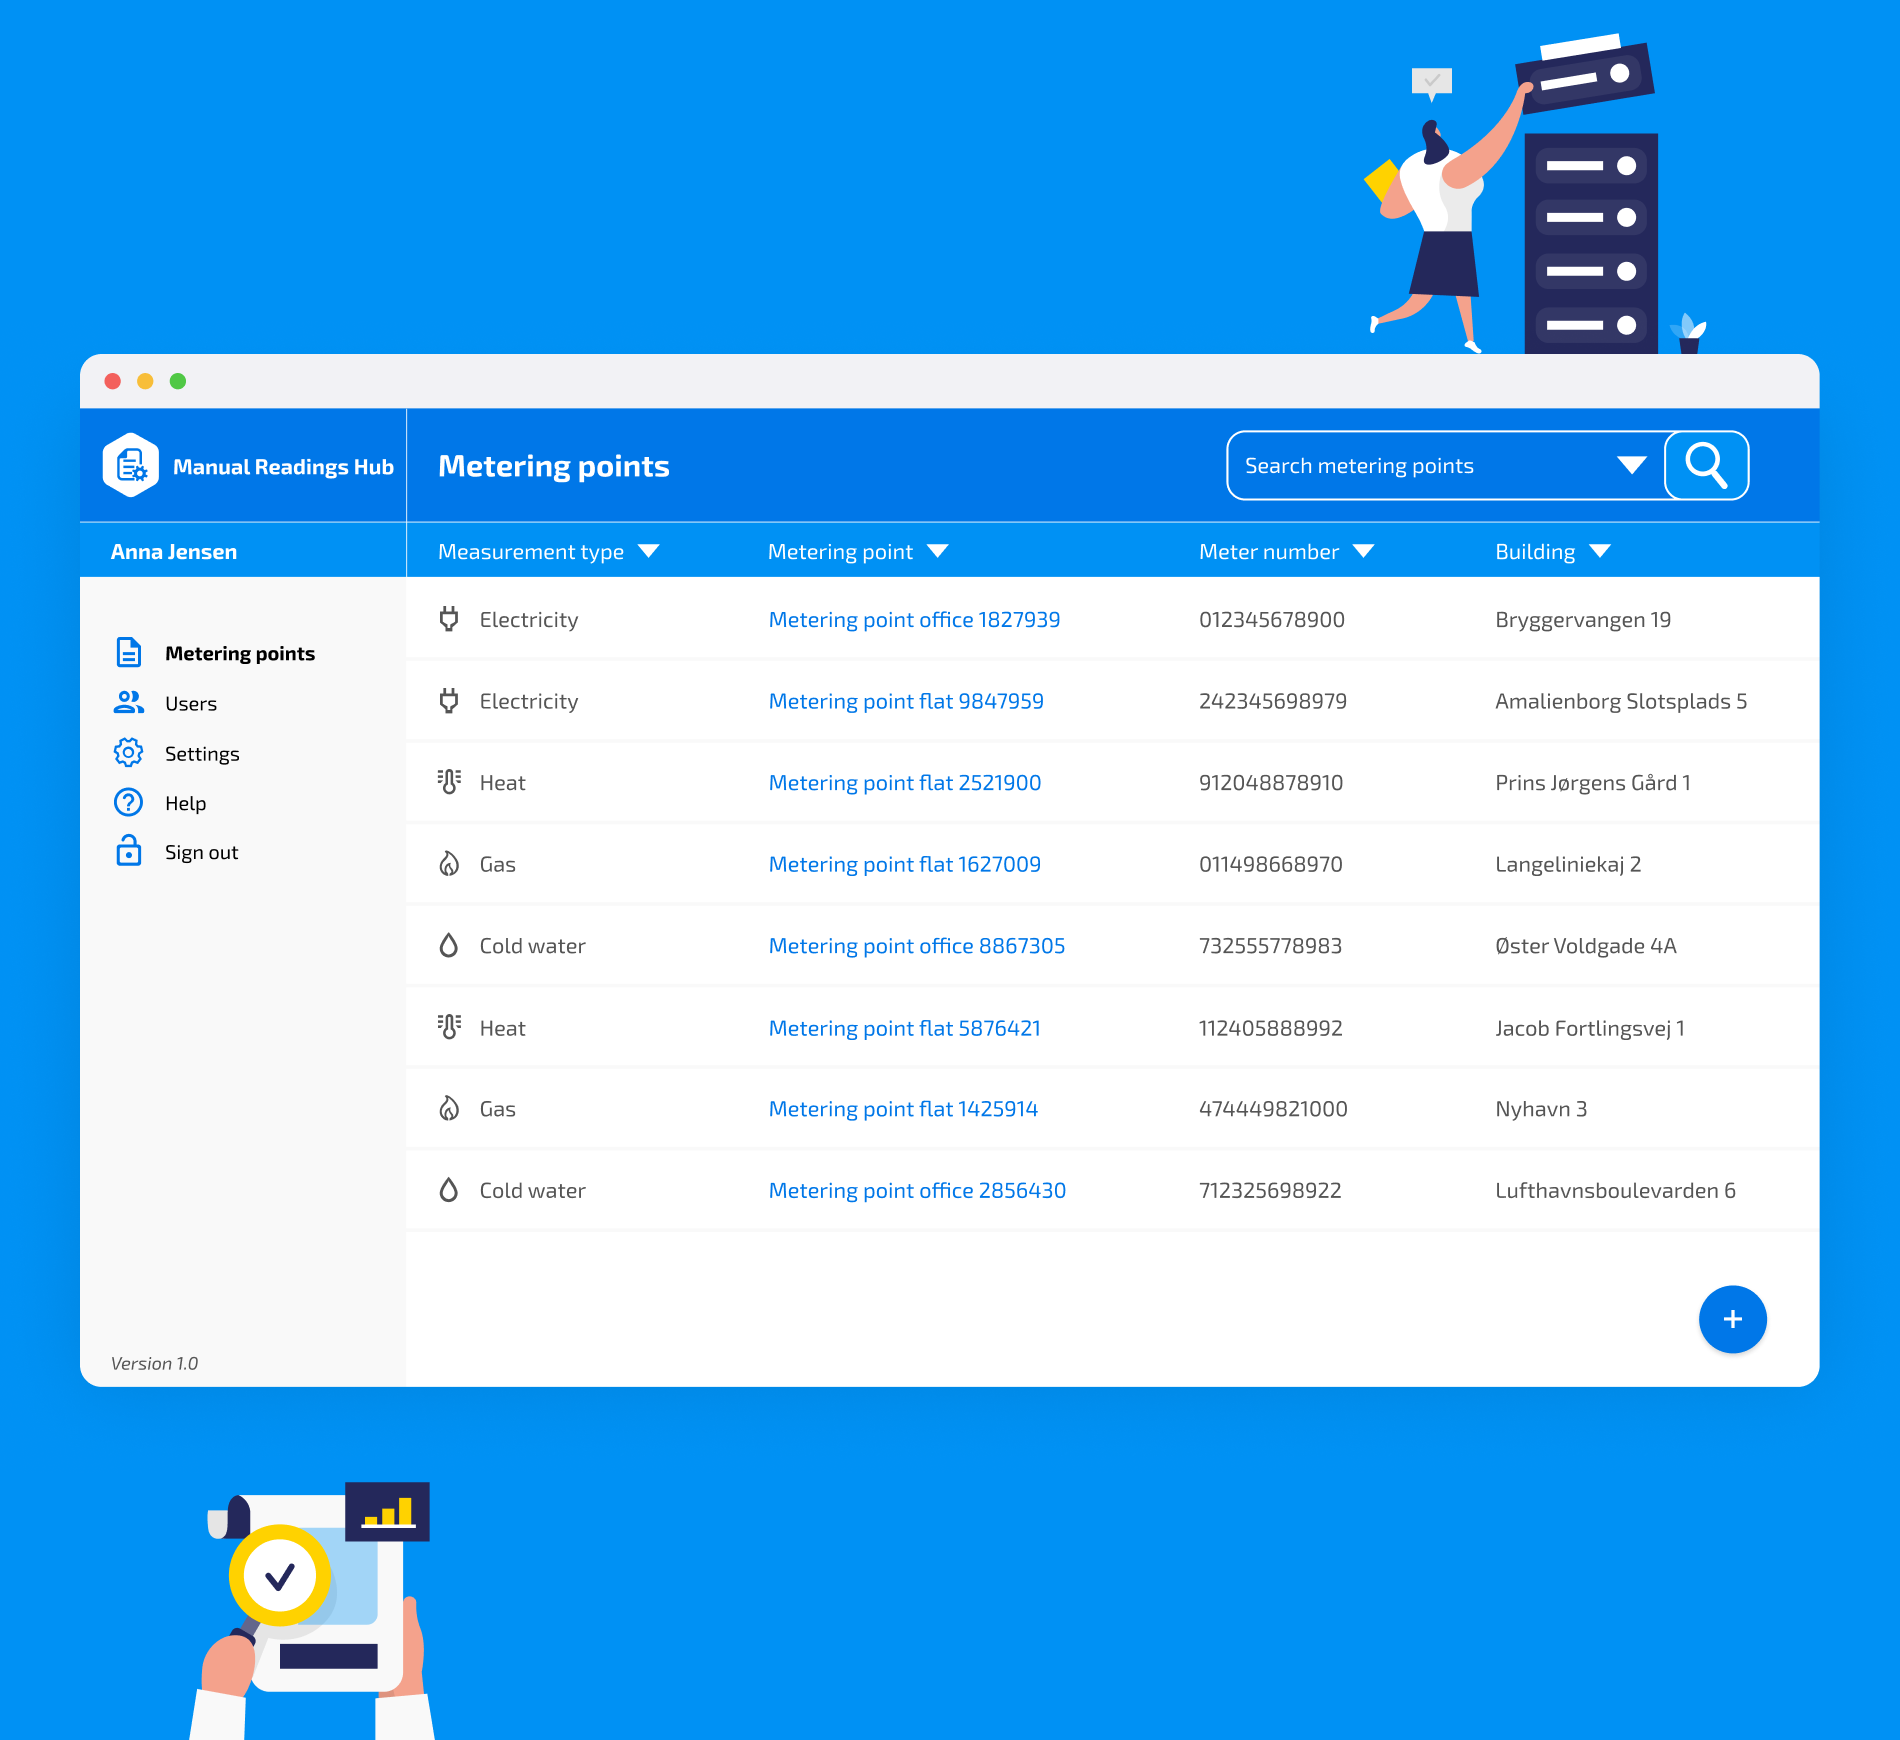 Manual Readings Hub
Metering points
Search metering points
Anna Jensen
Measurement type Metering point Meter number Building
Metering points
Users
Settings
Help
Sign out
Version 1.0
Electricity Metering point office 1827939 012345678900 Bryggervangen 19
Electricity Metering point flat 9847959 242345698979 Amalienborg Slotsplads 5
Heat Metering point flat 2521900 912048878910 Prins Jørgens Gård 1
Gas Metering point flat 1627009 011498668970 Langeliniekaj 2
Cold water Metering point office 8867305 732555778983 Øster Voldgade 4A
Heat Metering point flat 5876421 112405888992 Jacob Fortlingsvej 1
Gas Metering point flat 1425914 474449821000 Nyhavn 3
Cold water Metering point office 2856430 712325698922 Lufthavnsboulevarden 6